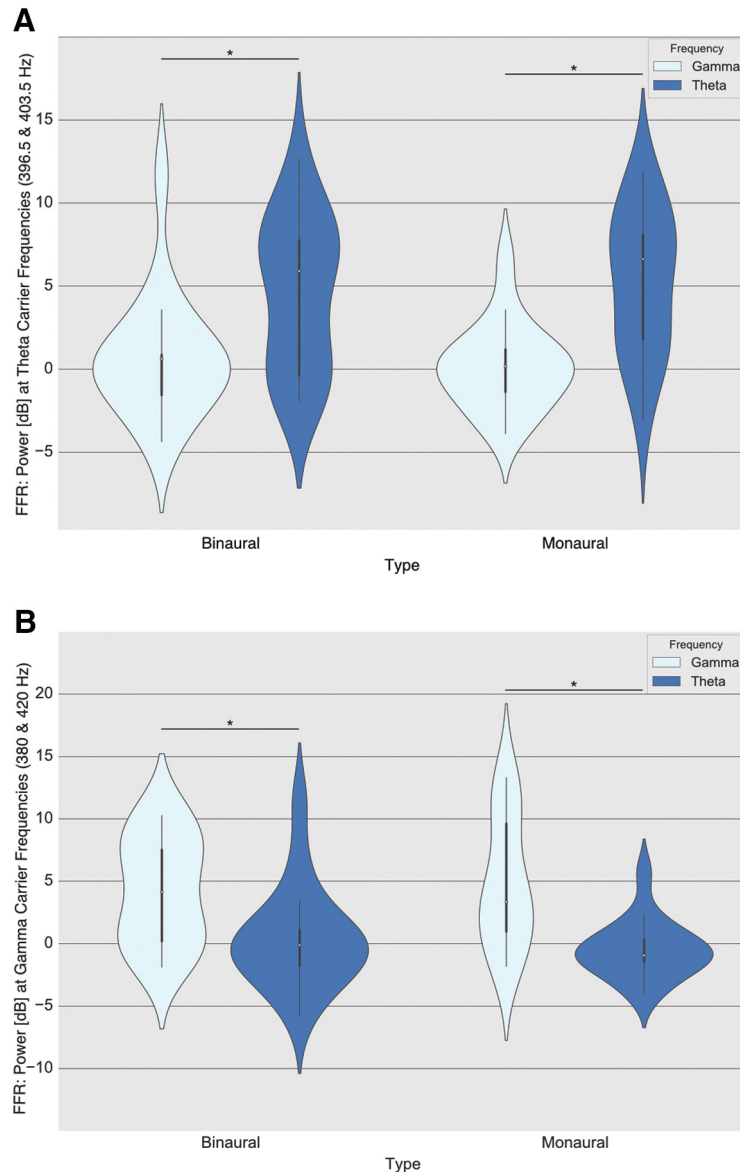 A
FFR: Power [dB] at Theta Carrier Frequencies (396.5 & 403.5 Hz)
15
10
5
0
−5
*
*
Frequency
Gamma
Theta
Binaural
Monaural
Type
B
FFR: Power [dB] at Gamma Carrier Frequencies (380 & 420 Hz)
20
15
10
5
0
−5
−10
*
*
Frequency
Gamma
Theta
Binaural
Monaural
Type